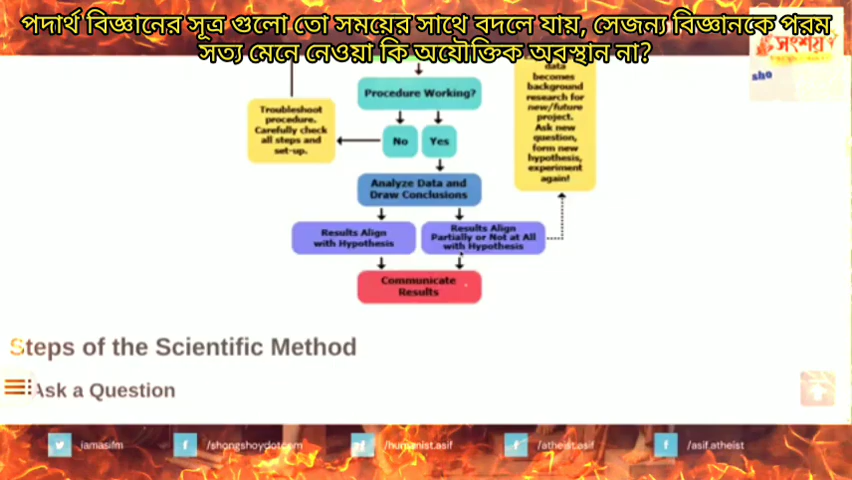 পদার্থ বিজ্ঞানের সূত্র গুলো তো সময়ের সাথে বদলে যায়, সেজন্য বিজ্ঞানকে পরম
সত্য মেনে নেওয়া কি অযৌক্তিক অবস্থান না?
সংশয়
sho
data
becomes
background
research for
new/future
project.
Ask new
question,
form new
hypothesis,
experiment
again!
Procedure Working?
Troubleshoot
procedure.
Carefully check
all steps and
set-up.
No
Yes
Analyze Data and
Draw Conclusions
Results Align
with Hypothesis
Results Align
Partially or Not at All
with Hypothesis
Communicate
Results
Steps of the Scientific Method
Ask a Question
iamasifm
/shongshoydotcom
/humanist.asif
/atheist.asif
/asif.atheist